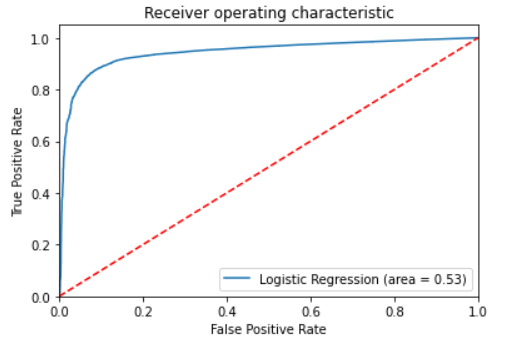 Receiver operating characteristic
1.0
0.8
0.6
0.4
0.2
0.0
True Positive Rate
Logistic Regression (area = 0.53)
0.0 0.2 0.4 0.6 0.8 1.0
False Positive Rate